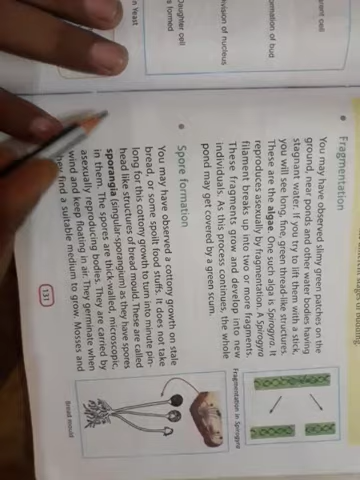 arent cell
ormation of bud
ivision of nucleus
Daughter cell
s formed
n Yeast
Fragmentation
You may have observed slimy green patches on the
ground, near ponds and other water bodies having
stagnant water. If you try to lift them with a stick,
you will see long, fine, green thread-like structures.
These are the algae. One such alga is Spirogyra. It
reproduces asexually by fragmentation. A Spirogyra
filament breaks up into two or more fragments.
These fragments grow and develop into new
individuals. As this process continues, the whole
pond may get covered by a green scum.
Fragmentation in Spirogyra
• Spore formation
You may have observed a cottony growth on stale
bread, or some spoilt food stuffs. It does not take
long for this cottony growth to turn into minute pin-
head like structures of bread mould. These are called
sporangia (singular-sporangium) as they have spores
in them. The spores are thick-walled, microscopic,
asexually reproducing bodies. They are carried by
wind and keep floating in air. They germinate when
they find a suitable medium to grow. Mosses and
Bread mould
131